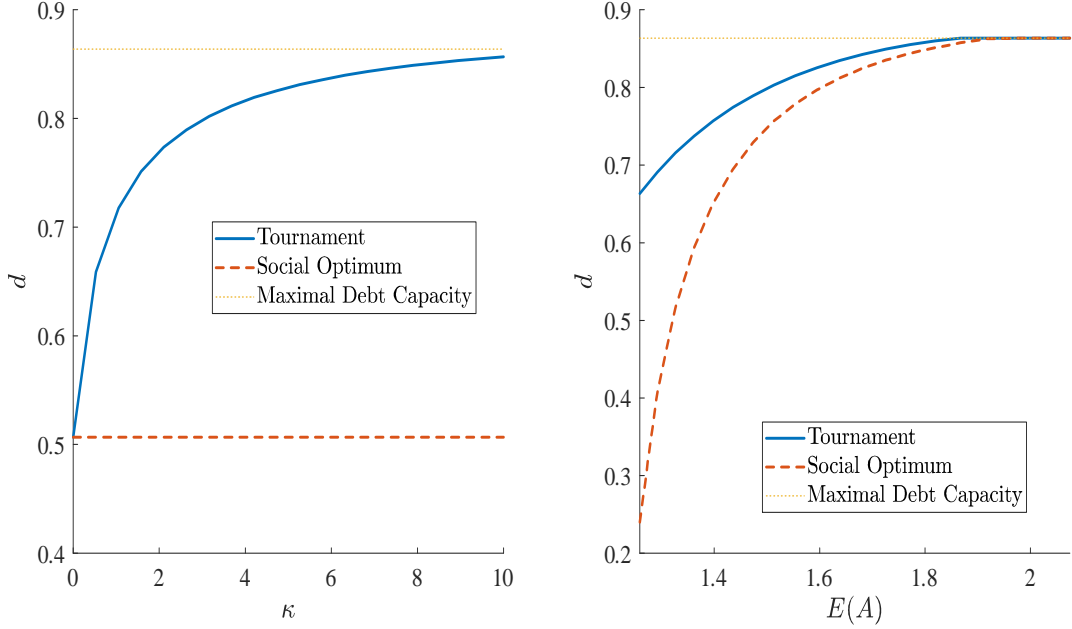 0.9
0.8
0.7
0.6
0.5
0.4
d
0
2
4
6
8
10
κ
Tournament
Social Optimum
Maximal Debt Capacity
0.9
0.8
0.7
0.6
0.5
0.4
0.3
0.2
d
1.4
1.6
1.8
2
E(A)
Tournament
Social Optimum
Maximal Debt Capacity